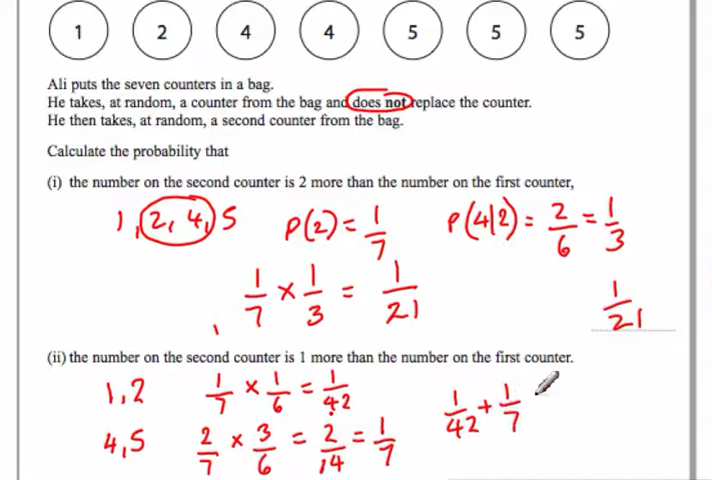 1 2 4 4 5 5 5
Ali puts the seven counters in a bag.
He takes, at random, a counter from the bag and does not replace the counter.
He then takes, at random, a second counter from the bag.
Calculate the probability that
(i) the number on the second counter is 2 more than the number on the first counter,
1, 2, 4, 5 P(2) = 1/7 P(4|2) = 2/6 = 1/3
1/7 × 1/3 = 1/21 1/21
(ii) the number on the second counter is 1 more than the number on the first counter.
1,2 1/7 × 1/6 = 1/42 1/42 + 1/7
4,5 2/7 × 3/6 = 2/14 = 1/7